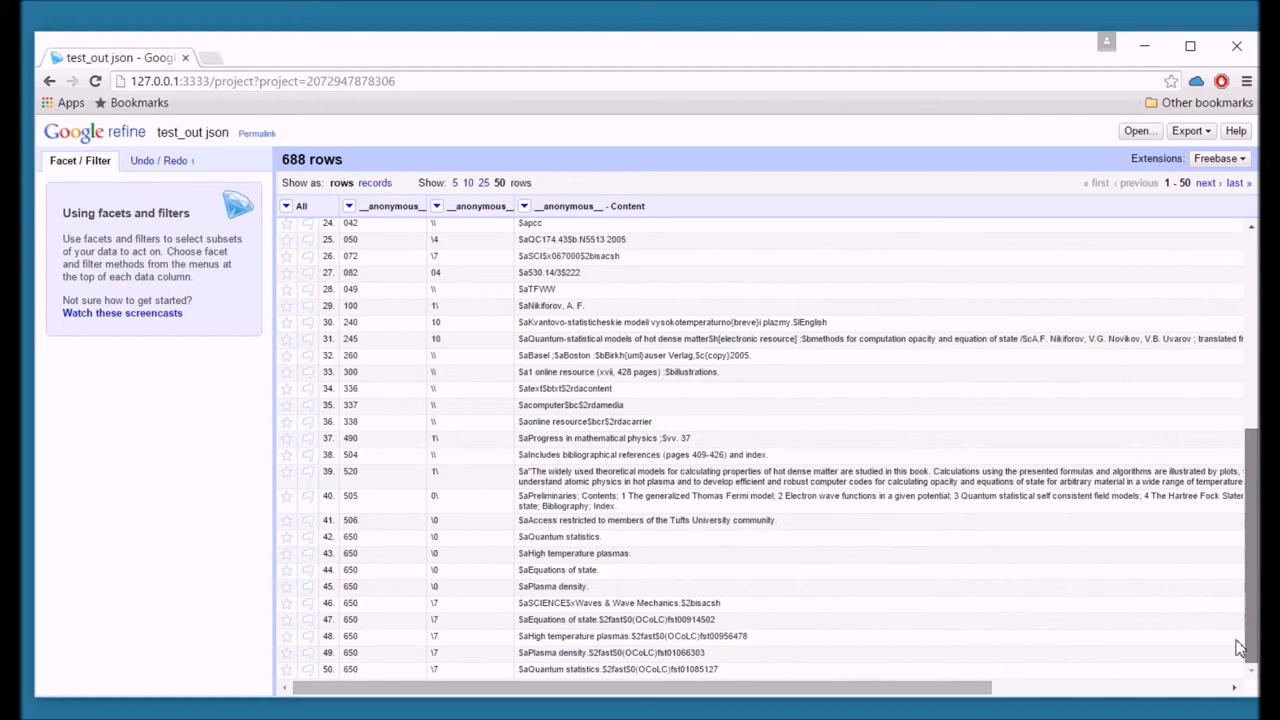 test_out json - Googl
127.0.0.1:3333/project?project=2072947878306
Apps Bookmarks Other bookmarks
Google refine test_out json Permalink Open... Export Help
Facet / Filter Undo / Redo 1 688 rows Extensions: Freebase
Show as: rows records Show: 5 10 25 50 rows « first ‹ previous 1 - 50 next › last »
Using facets and filters
Use facets and filters to select subsets
of your data to act on. Choose facet
and filter methods from the menus at
the top of each data column.
Not sure how to get started?
Watch these screencasts
All __anonymous__ __anonymous__ __anonymous__ - Content
24. 042 \\ $apcc
25. 050 \4 $aQC174.43$b.N5513 2005
26. 072 \7 $aSCI$x067000$2bisacsh
27. 082 04 $a530.14/3$222
28. 049 \\ $aTFWW
29. 100 1\ $aNikiforov, A. F.
30. 240 10 $aKvantovo-statisticheskie modeli vysokotemperaturno{breve}i plazmy.$lEnglish
31. 245 10 $aQuantum-statistical models of hot dense matter$h[electronic resource] :$bmethods for computation opacity and equation of state /$cA.F. Nikiforov, V.G. Novikov, V.B. Uvarov ; translated f
32. 260 \\ $aBasel ;$aBoston :$bBirkh{uml}auser Verlag,$c{copy}2005.
33. 300 \\ $a1 online resource (xvii, 428 pages) :$billustrations.
34. 336 \\ $atext$btxt$2rdacontent
35. 337 \\ $acomputer$bc$2rdamedia
36. 338 \\ $aonline resource$bcr$2rdacarrier
37. 490 1\ $aProgress in mathematical physics ;$vv. 37
38. 504 \\ $aIncludes bibliographical references (pages 409-426) and index.
39. 520 1\ $a"The widely used theoretical models for calculating properties of hot dense matter are studied in this book. Calculations using the presented formulas and algorithms are illustrated by plots,
understand atomic physics in hot plasma and to develop efficient and robust computer codes for calculating opacity and equations of state for arbitrary material in a wide range of temperature
40. 505 0\ $aPreliminaries; Contents; 1 The generalized Thomas Fermi model; 2 Electron wave functions in a given potential; 3 Quantum statistical self consistent field models; 4 The Hartree Fock Slater
state; Bibliography; Index.
41. 506 \0 $aAccess restricted to members of the Tufts University community.
42. 650 \0 $aQuantum statistics.
43. 650 \0 $aHigh temperature plasmas.
44. 650 \0 $aEquations of state.
45. 650 \0 $aPlasma density.
46. 650 \7 $aSCIENCE$xWaves & Wave Mechanics.$2bisacsh
47. 650 \7 $aEquations of state.$2fast$0(OCoLC)fst00914502
48. 650 \7 $aHigh temperature plasmas.$2fast$0(OCoLC)fst00956478
49. 650 \7 $aPlasma density.$2fast$0(OCoLC)fst01066303
50. 650 \7 $aQuantum statistics.$2fast$0(OCoLC)fst01085127